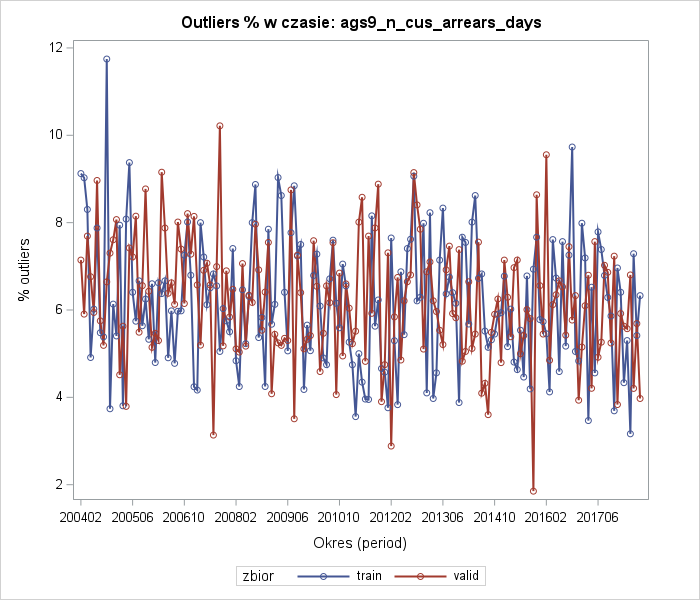 Outliers % w czasie: ags9_n_cus_arrears_days
% outliers
12
10
8
6
4
2
200402 200506 200610 200802 200906 201010 201202 201306 201410 201602 201706
Okres (period)
zbior train valid